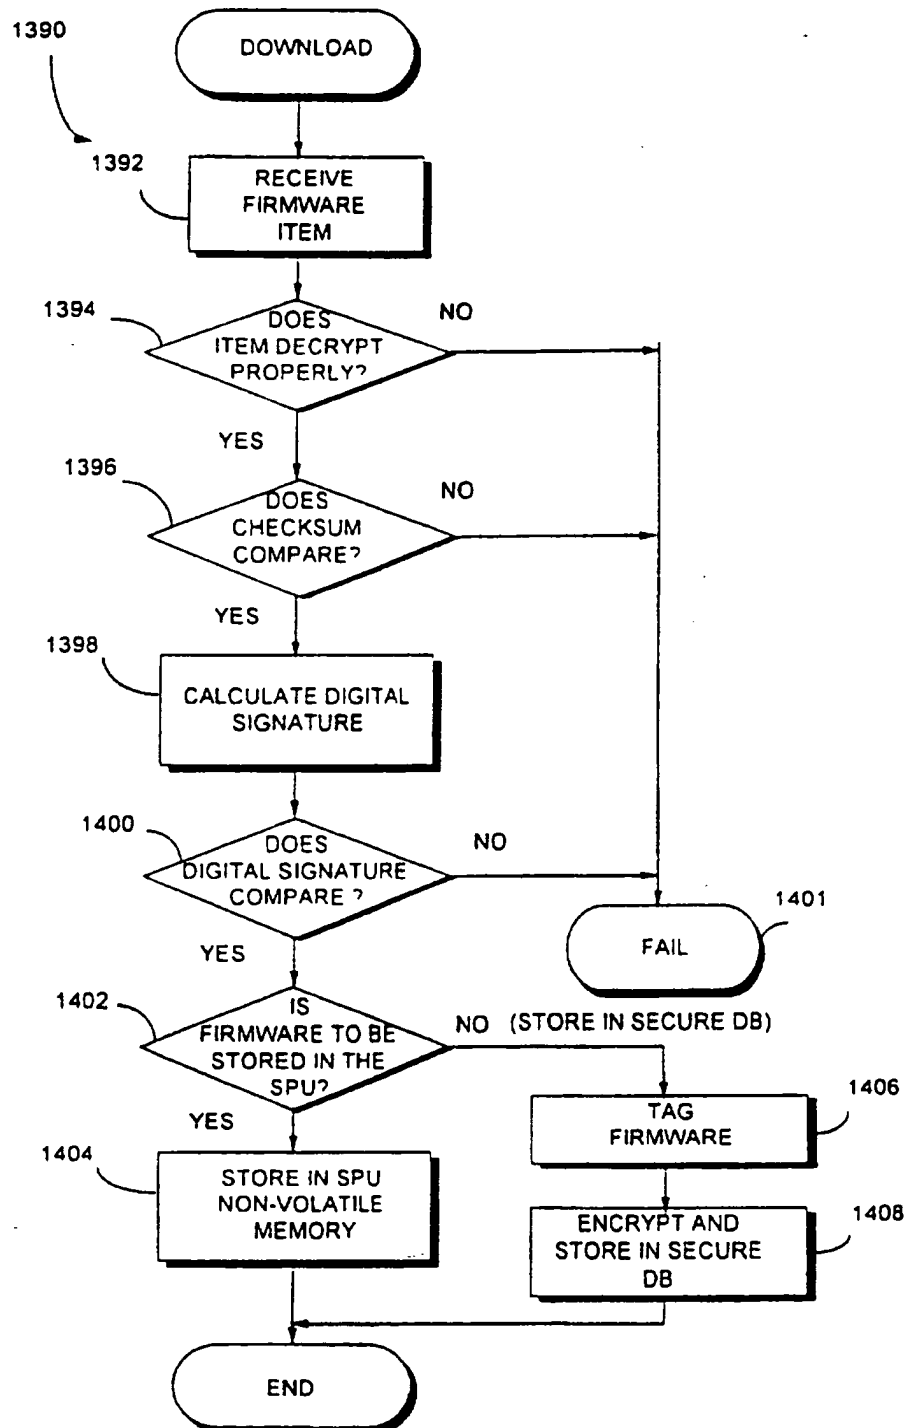 1390
DOWNLOAD
1392
RECEIVE
FIRMWARE
ITEM
1394
DOES
ITEM DECRYPT
PROPERLY?
NO
YES
1396
DOES
CHECKSUM
COMPARE?
NO
YES
1398
CALCULATE DIGITAL
SIGNATURE
1400
DOES
DIGITAL SIGNATURE
COMPARE ?
NO
1401
FAIL
YES
1402
IS
FIRMWARE TO BE
STORED IN THE
SPU?
NO (STORE IN SECURE DB)
YES
1406
TAG
FIRMWARE
1404
STORE IN SPU
NON-VOLATILE
MEMORY
1408
ENCRYPT AND
STORE IN SECURE
DB
END